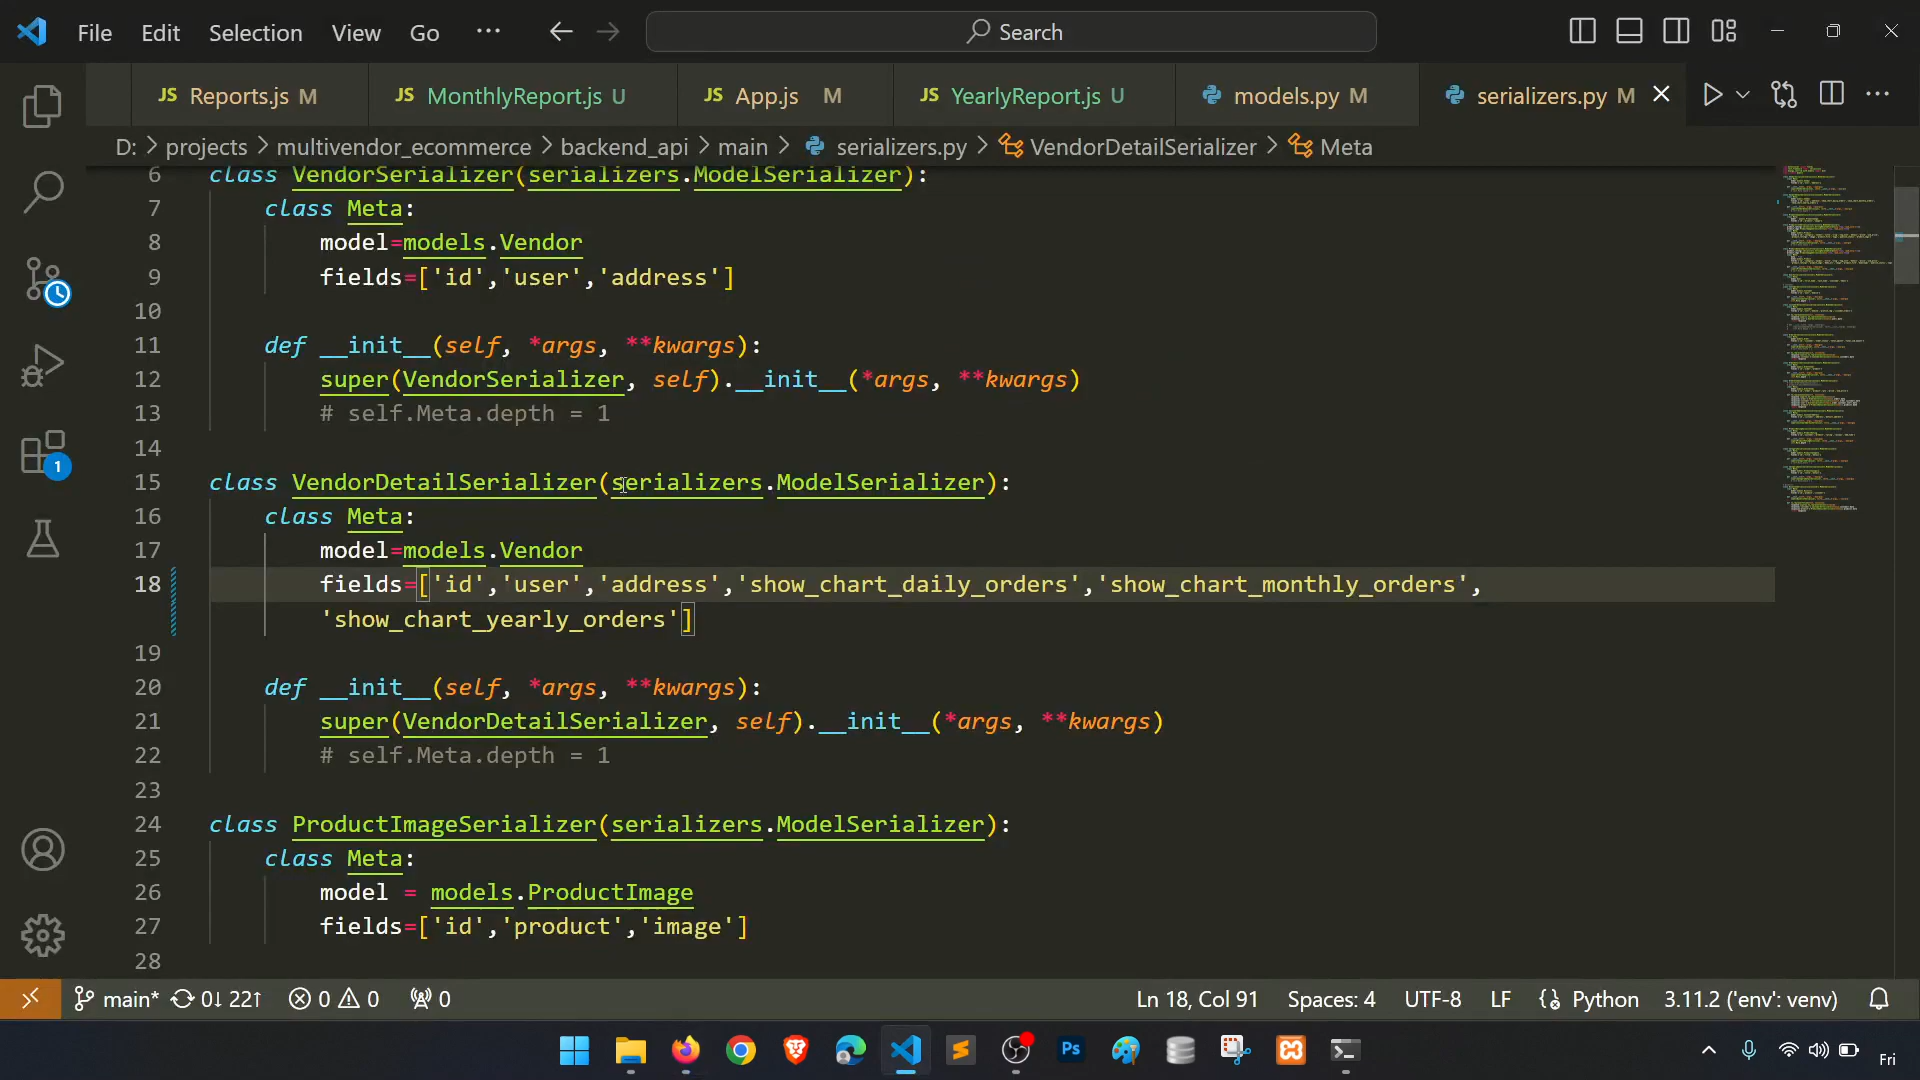 File Edit Selection View Go ··· Search
JS Reports.js M JS MonthlyReport.js U JS App.js M JS YearlyReport.js U models.py M serializers.py M
D: > projects > multivendor_ecommerce > backend_api > main > serializers.py > VendorDetailSerializer > Meta
6 class VendorSerializer(serializers.ModelSerializer):
7 class Meta:
8 model=models.Vendor
9 fields=['id','user','address']
10
11 def __init__(self, *args, **kwargs):
12 super(VendorSerializer, self).__init__(*args, **kwargs)
13 # self.Meta.depth = 1
14
15 class VendorDetailSerializer(serializers.ModelSerializer):
16 class Meta:
17 model=models.Vendor
18 fields=['id','user','address','show_chart_daily_orders','show_chart_monthly_orders',
'show_chart_yearly_orders']
19
20 def __init__(self, *args, **kwargs):
21 super(VendorDetailSerializer, self).__init__(*args, **kwargs)
22 # self.Meta.depth = 1
23
24 class ProductImageSerializer(serializers.ModelSerializer):
25 class Meta:
26 model = models.ProductImage
27 fields=['id','product','image']
28
1
main* 0↓ 22↑ 0 0 0 Ln 18, Col 91 Spaces: 4 UTF-8 LF Python 3.11.2 ('env': venv)
Ps Fri